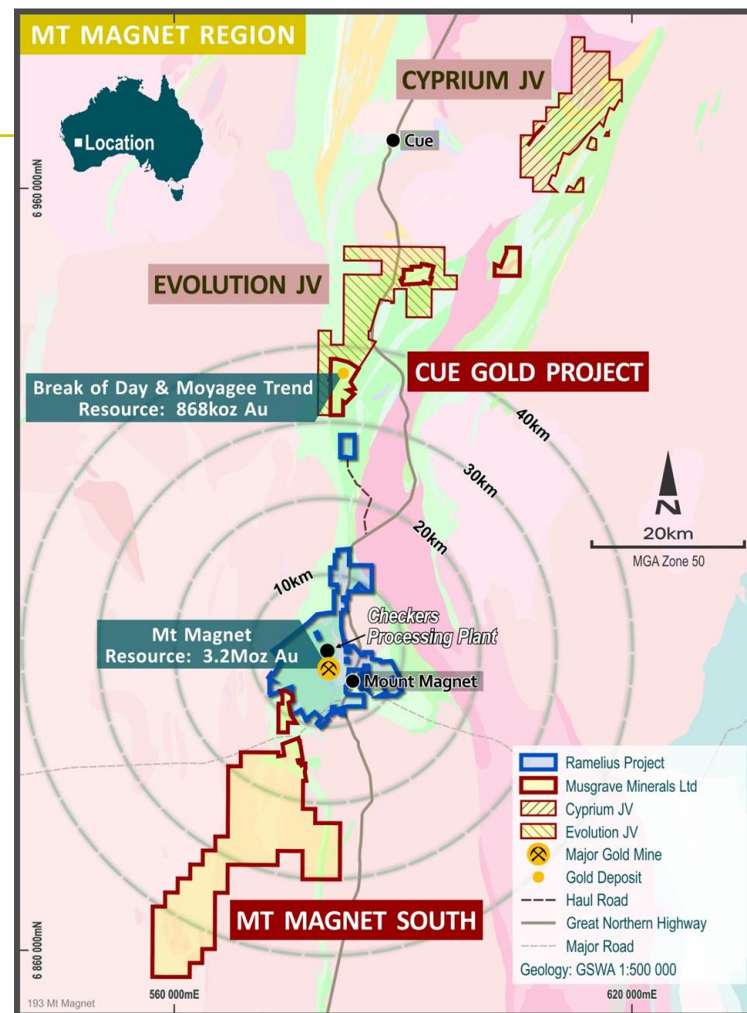 MT MAGNET REGION
CYPRIUM JV
Location
Cue
6 960 000mN
EVOLUTION JV
CUE GOLD PROJECT
Break of Day & Moyagee Trend
Resource: 868koz Au
40km
30km
20km
10km
N
20km
MGA Zone 50
Checkers
Processing Plant
Mt Magnet
Resource: 3.2Moz Au
Mount Magnet
Ramelius Project
Musgrave Minerals Ltd
Cyprium JV
Evolution JV
Major Gold Mine
Gold Deposit
Haul Road
Great Northern Highway
Major Road
Geology: GSWA 1:500 000
MT MAGNET SOUTH
6 860 000mN
193 Mt Magnet
560 000mE
620 000mE